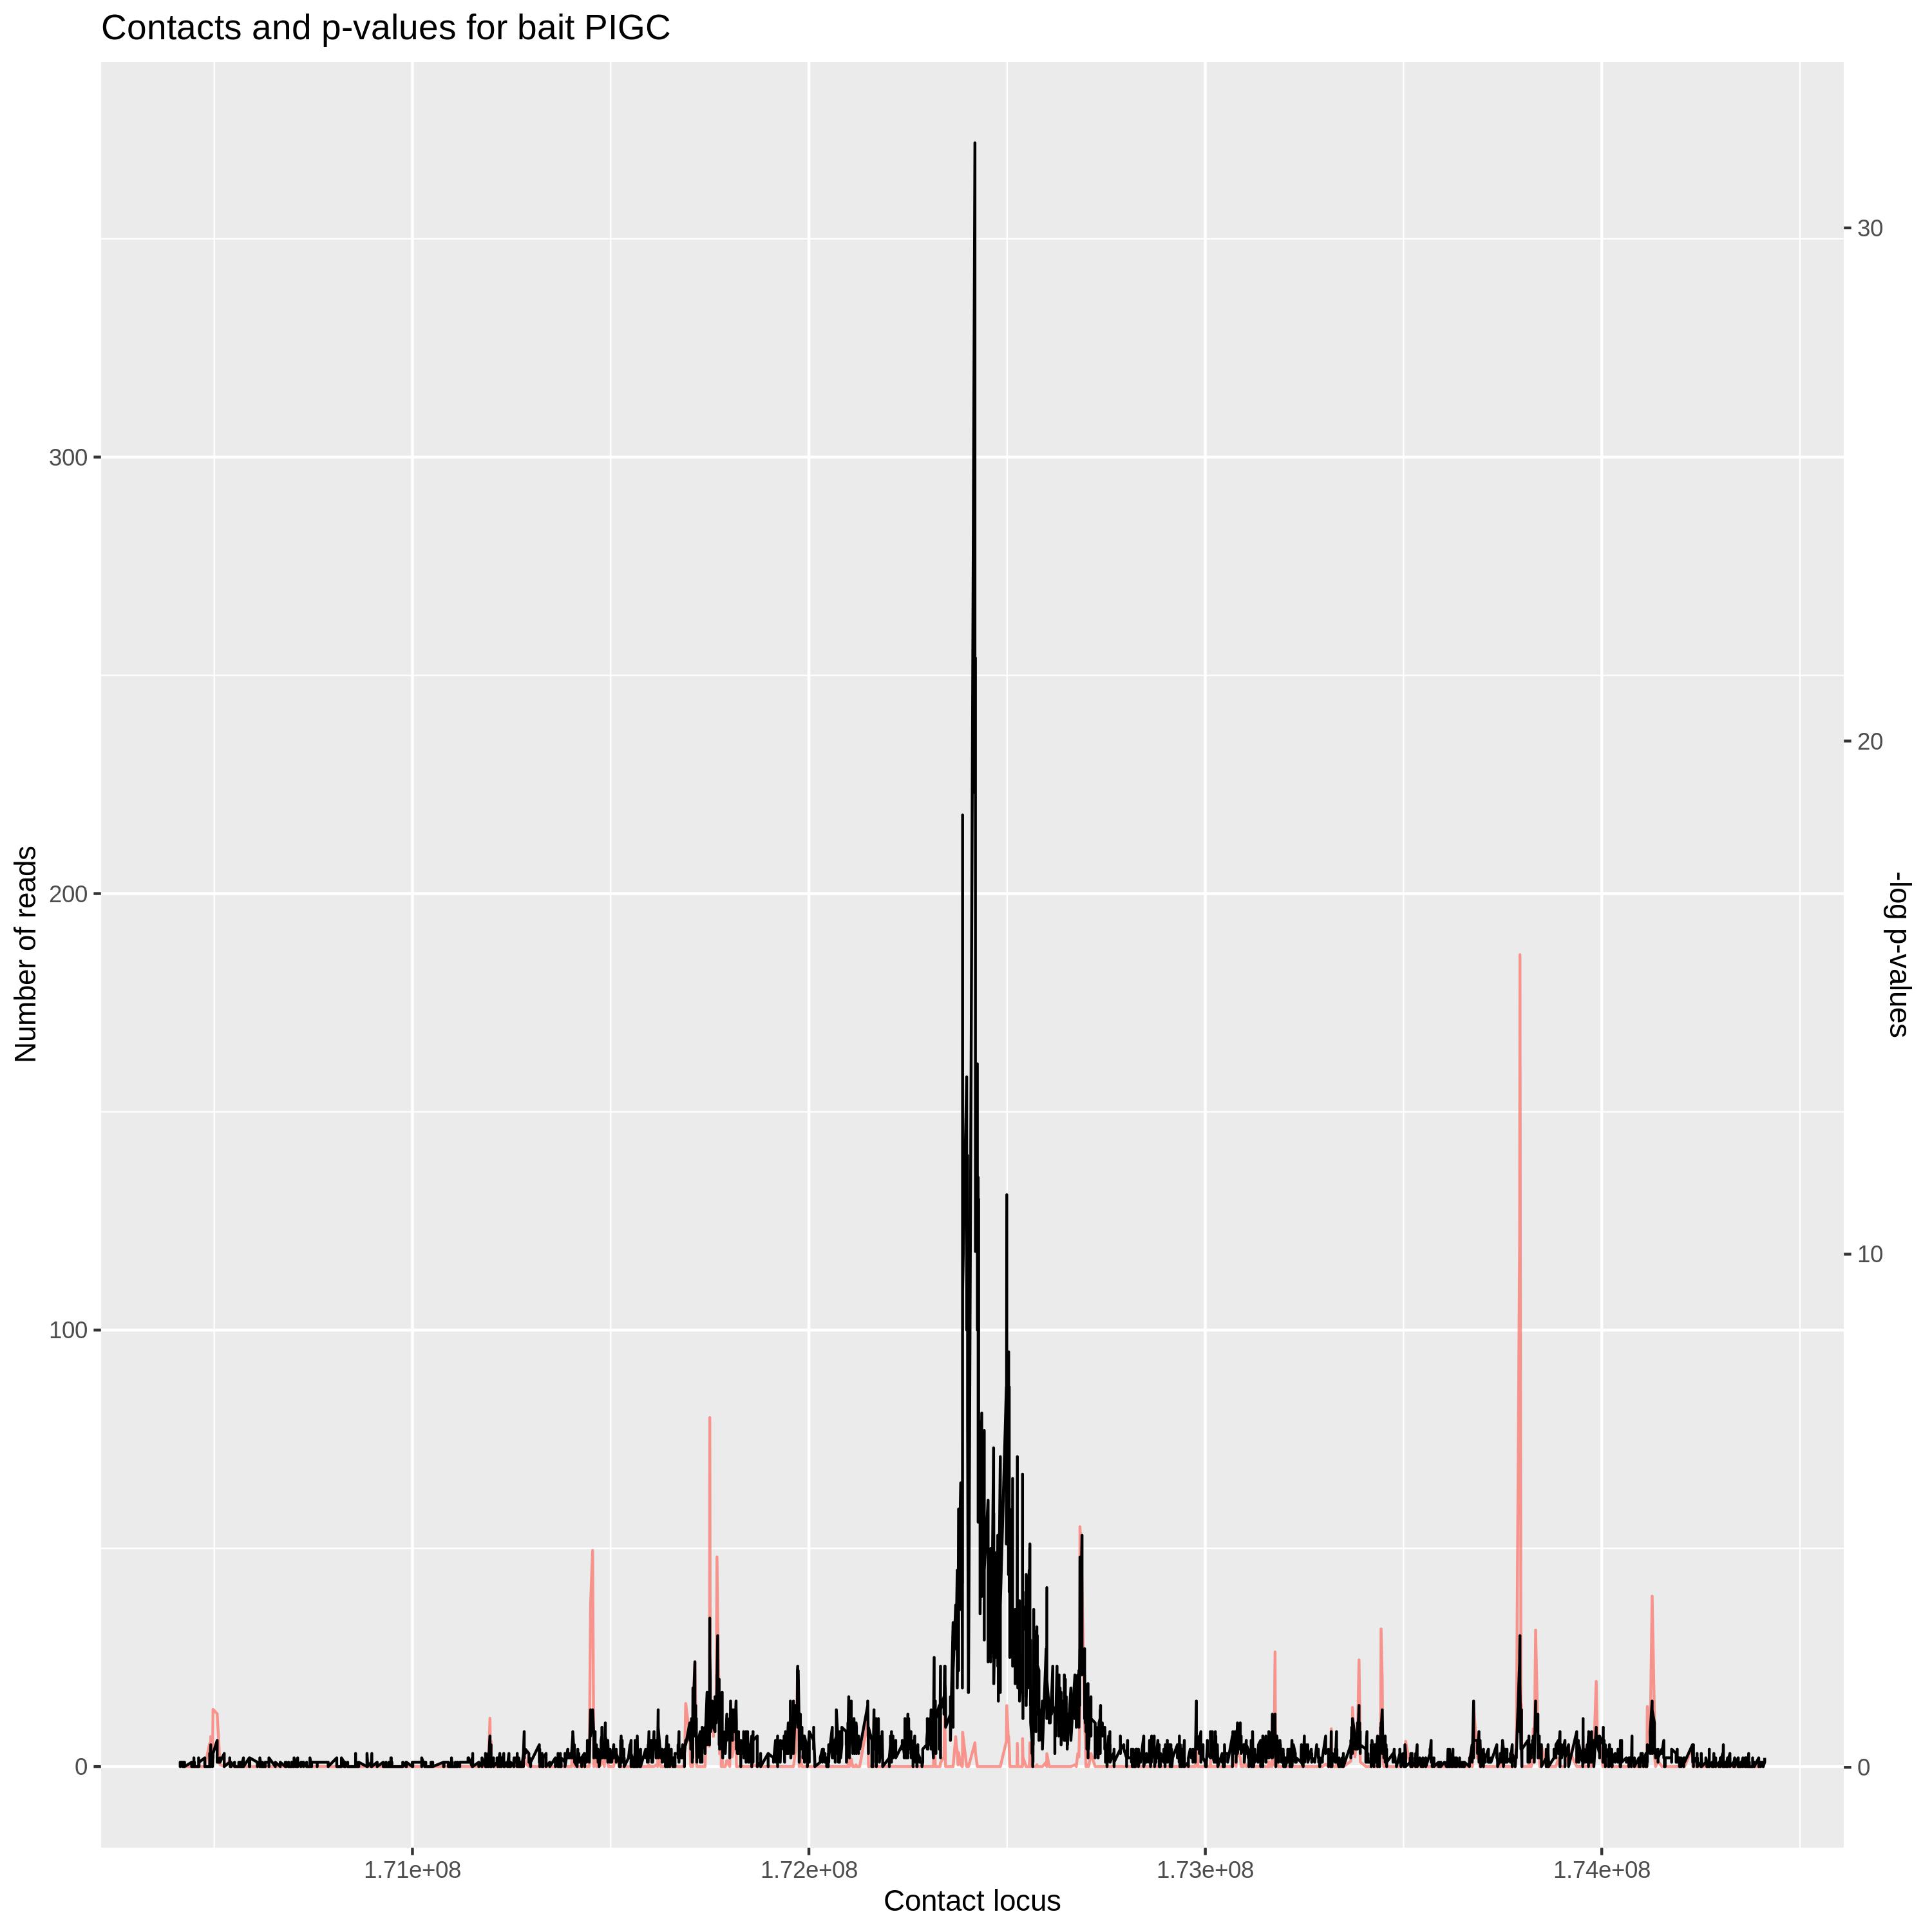 Contacts and p-values for bait PIGC
Number of reads
300
200
100
0
30
20
10
0
-log p-values
1.71e+08
1.72e+08
1.73e+08
1.74e+08
Contact locus